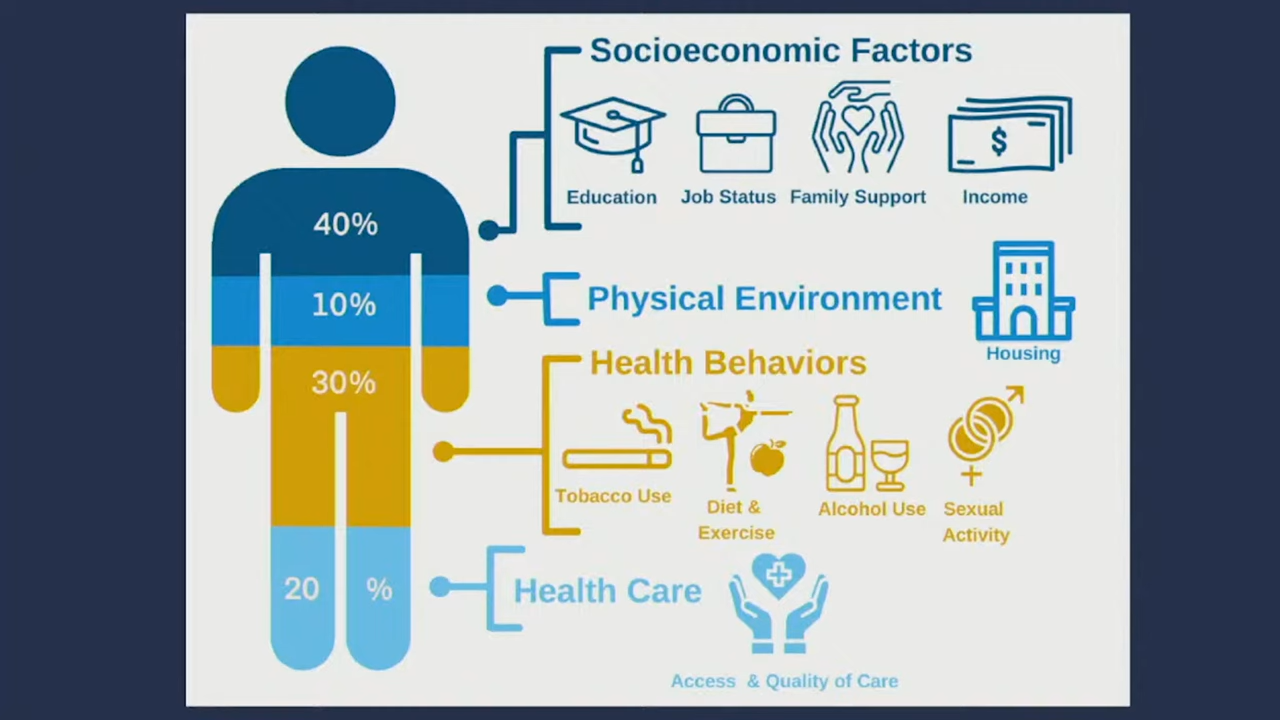 Socioeconomic Factors
Education Job Status Family Support Income
40%
10%
Physical Environment
Housing
30%
Health Behaviors
Tobacco Use
Diet &
Exercise
Alcohol Use
Sexual
Activity
20 %
Health Care
Access & Quality of Care
$